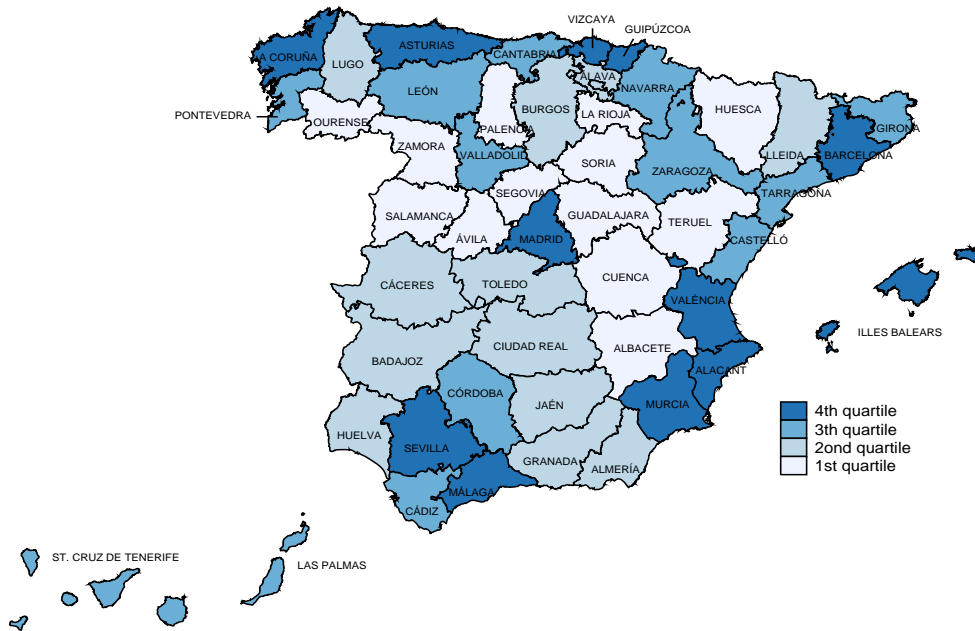 VIZCAYA
GUIPÚZCOA
LA CORUÑA
ASTURIAS
CANTABRIA
LUGO
ÁLAVA
LEÓN
NAVARRA
HUESCA
BURGOS
PONTEVEDRA
OURENSE
PALENCIA
LA RIOJA
GIRONA
ZAMORA
VALLADOLID
SORIA
LLEIDA
BARCELONA
ZARAGOZA
SEGOVIA
TARRAGONA
SALAMANCA
GUADALAJARA
TERUEL
ÁVILA
MADRID
CASTELLÓ
CUENCA
CÁCERES
TOLEDO
VALÈNCIA
ILLES BALEARS
CIUDAD REAL
ALBACETE
BADAJOZ
ALACANT
CÓRDOBA
JAÉN
MURCIA
HUELVA
SEVILLA
GRANADA
ALMERÍA
MÁLAGA
CÁDIZ
4th quartile
3th quartile
2ond quartile
1st quartile
ST. CRUZ DE TENERIFE
LAS PALMAS